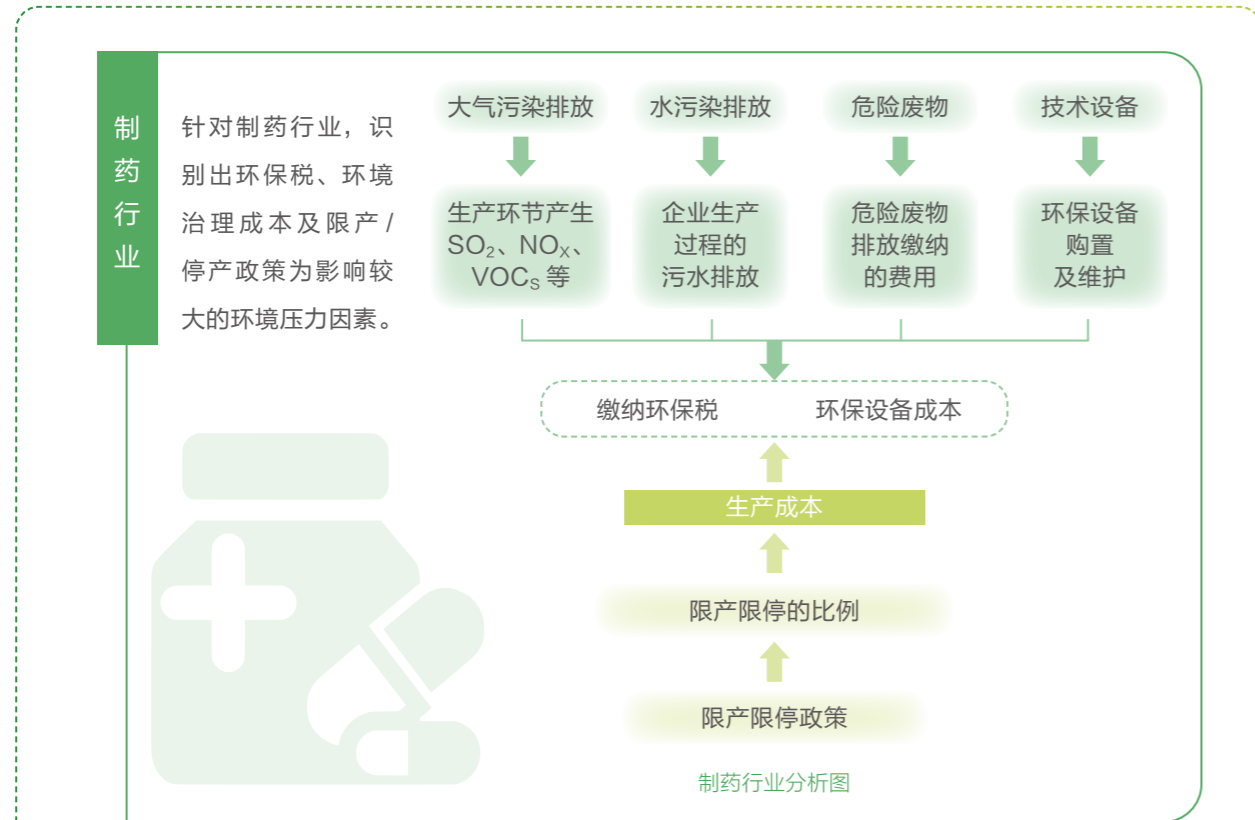 制药行业
针对制药行业，识
别出环保税、环境
治理成本及限产/
停产政策为影响较
大的环境压力因素。
大气污染排放
水污染排放
危险废物
技术设备
生产环节产生
SO₂、NOₓ、
VOCₛ 等
企业生产
过程的
污水排放
危险废物
排放缴纳
的费用
环保设备
购置
及维护
缴纳环保税
环保设备成本
生产成本
限产限停的比例
限产限停政策
制药行业分析图